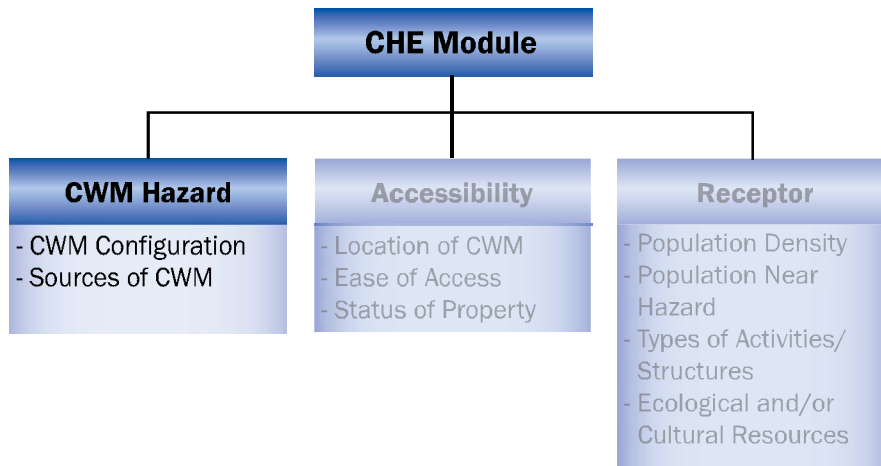 CHE Module
CWM Hazard
- CWM Configuration
- Sources of CWM
Accessibility
- Location of CWM
- Ease of Access
- Status of Property
Receptor
- Population Density
- Population Near
Hazard
- Types of Activities/
Structures
- Ecological and/or
Cultural Resources